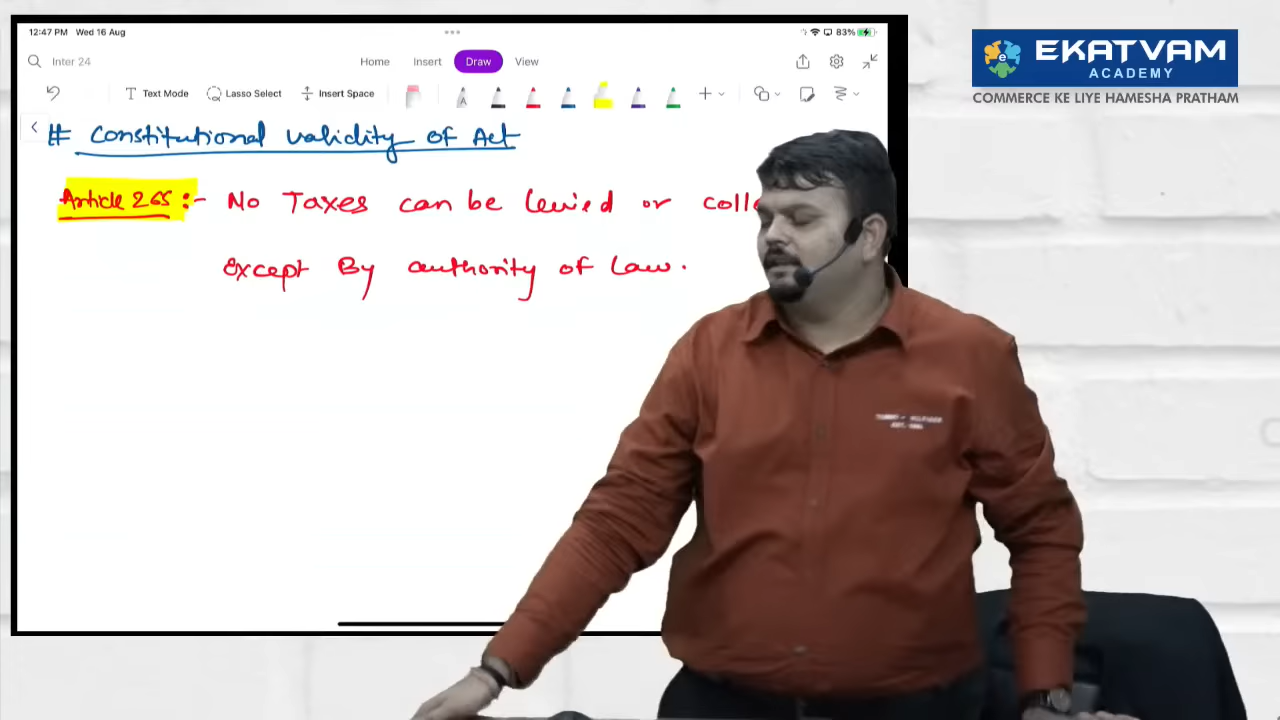 12:47 PM Wed 16 Aug
83%
Inter 24
Home Insert Draw View
Text Mode Lasso Select Insert Space
# Constitutional validity of Act
Article 265 :- No Taxes can be levied or colle
Except By authority of Law.
EKATVAM
ACADEMY
COMMERCE KE LIYE HAMESHA PRATHAM